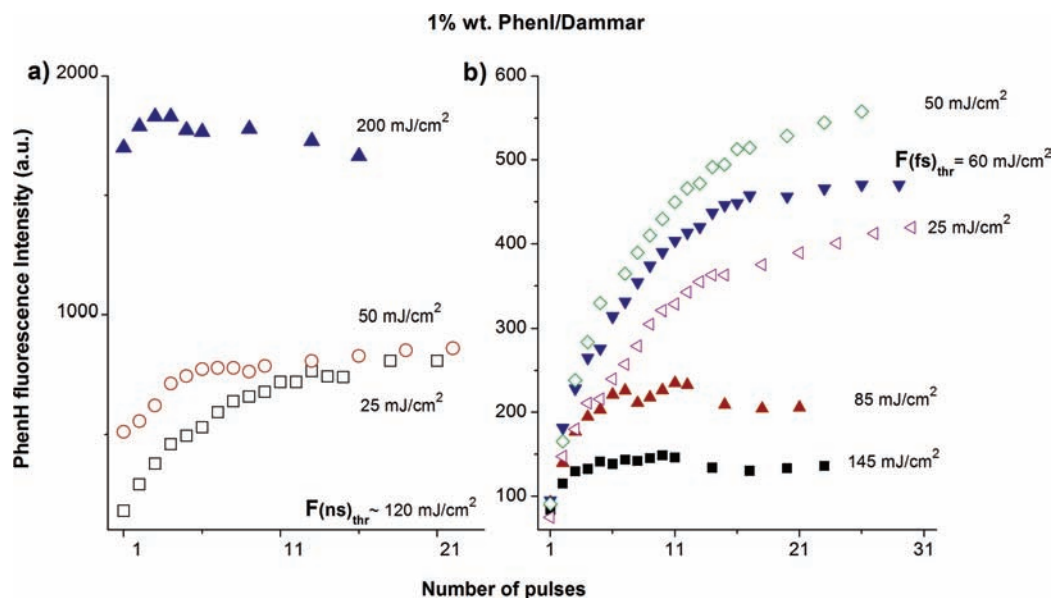 1% wt. PhenI/Dammar
a)
PhenH fluorescence Intensity (a.u.)
2000
1000
200 mJ/cm²
50 mJ/cm²
25 mJ/cm²
F(ns)thr~ 120 mJ/cm²
1
11
21
b)
600
500
400
300
200
100
50 mJ/cm²
F(fs)thr= 60 mJ/cm²
25 mJ/cm²
85 mJ/cm²
145 mJ/cm²
1
11
21
31
Number of pulses